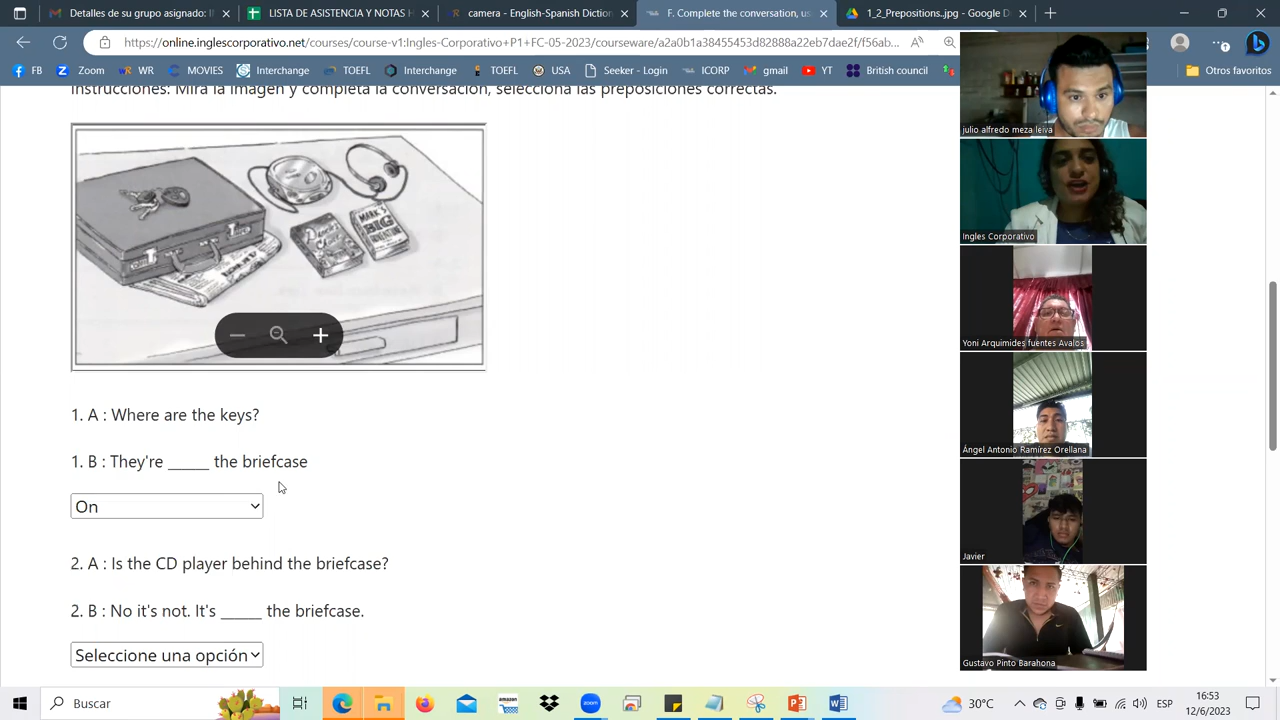 LISTA DE ASISTENCIA Y NOTAS H
camera - English-Spanish Diction
F. Complete the conversation, us
1_2_Prepositions.jpg - Google D
https://online.inglescorporativo.net/courses/course-v1:Ingles-Corporativo+P1+FC-05-2023/courseware/a2a0b1a38455453d82888a22eb7dae2f/f56ab...
FB
Zoom
WR
MOVIES
Interchange
TOEFL
Interchange
TOEFL
USA
Seeker - Login
ICORP
gmail
YT
British council
Otros favoritos
Instrucciones: Mira la imagen y completa la conversación, selecciona las preposiciones correctas.
MARK'S
BIG
1. A : Where are the keys?
1. B : They're _____ the briefcase
On
2. A : Is the CD player behind the briefcase?
2. B : No it's not. It's _____ the briefcase.
Seleccione una opción
julio alfredo meza leiva
Ingles Corporativo
Yoni Arquimides fuentes Avalos
Ángel Antonio Ramírez Orellana
Javier
Gustavo Pinto Barahona
Buscar
amazon
zoom
30°C
ESP
16:53
12/6/2023